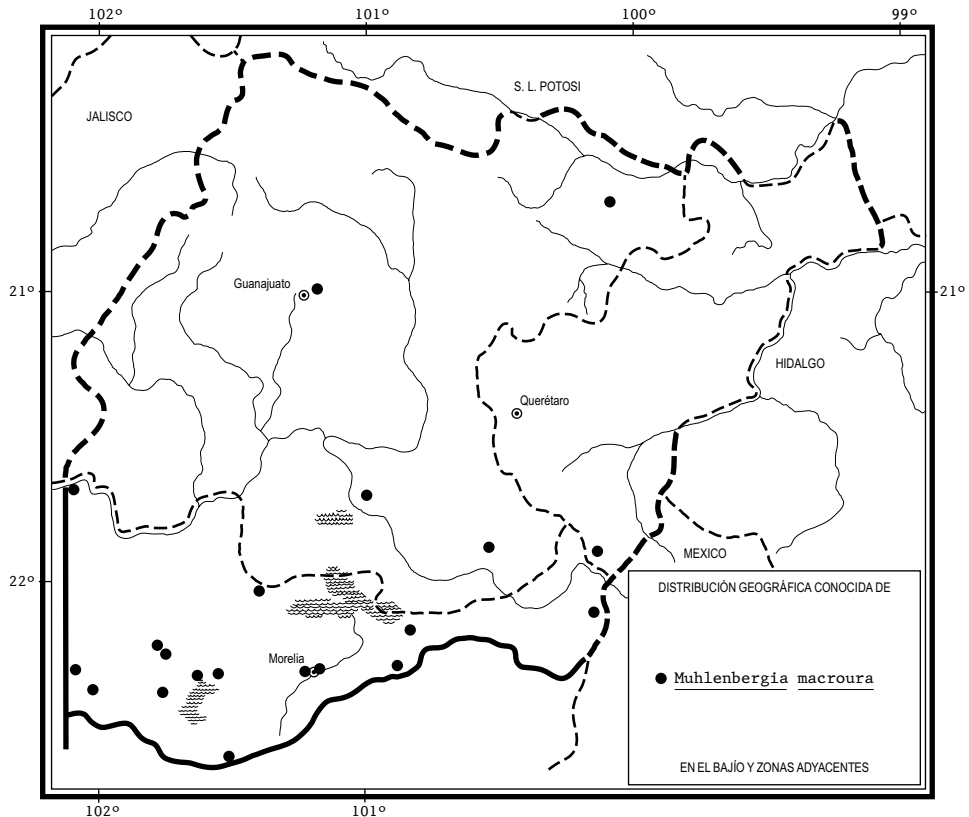 102º 101º 100º 99º
S. L. POTOSI
JALISCO
Guanajuato
21º 21º
HIDALGO
Querétaro
MEXICO
22º
DISTRIBUCIÓN GEOGRÁFICA CONOCIDA DE
Morelia
Muhlenbergia macroura
EN EL BAJÍO Y ZONAS ADYACENTES
102º 101º